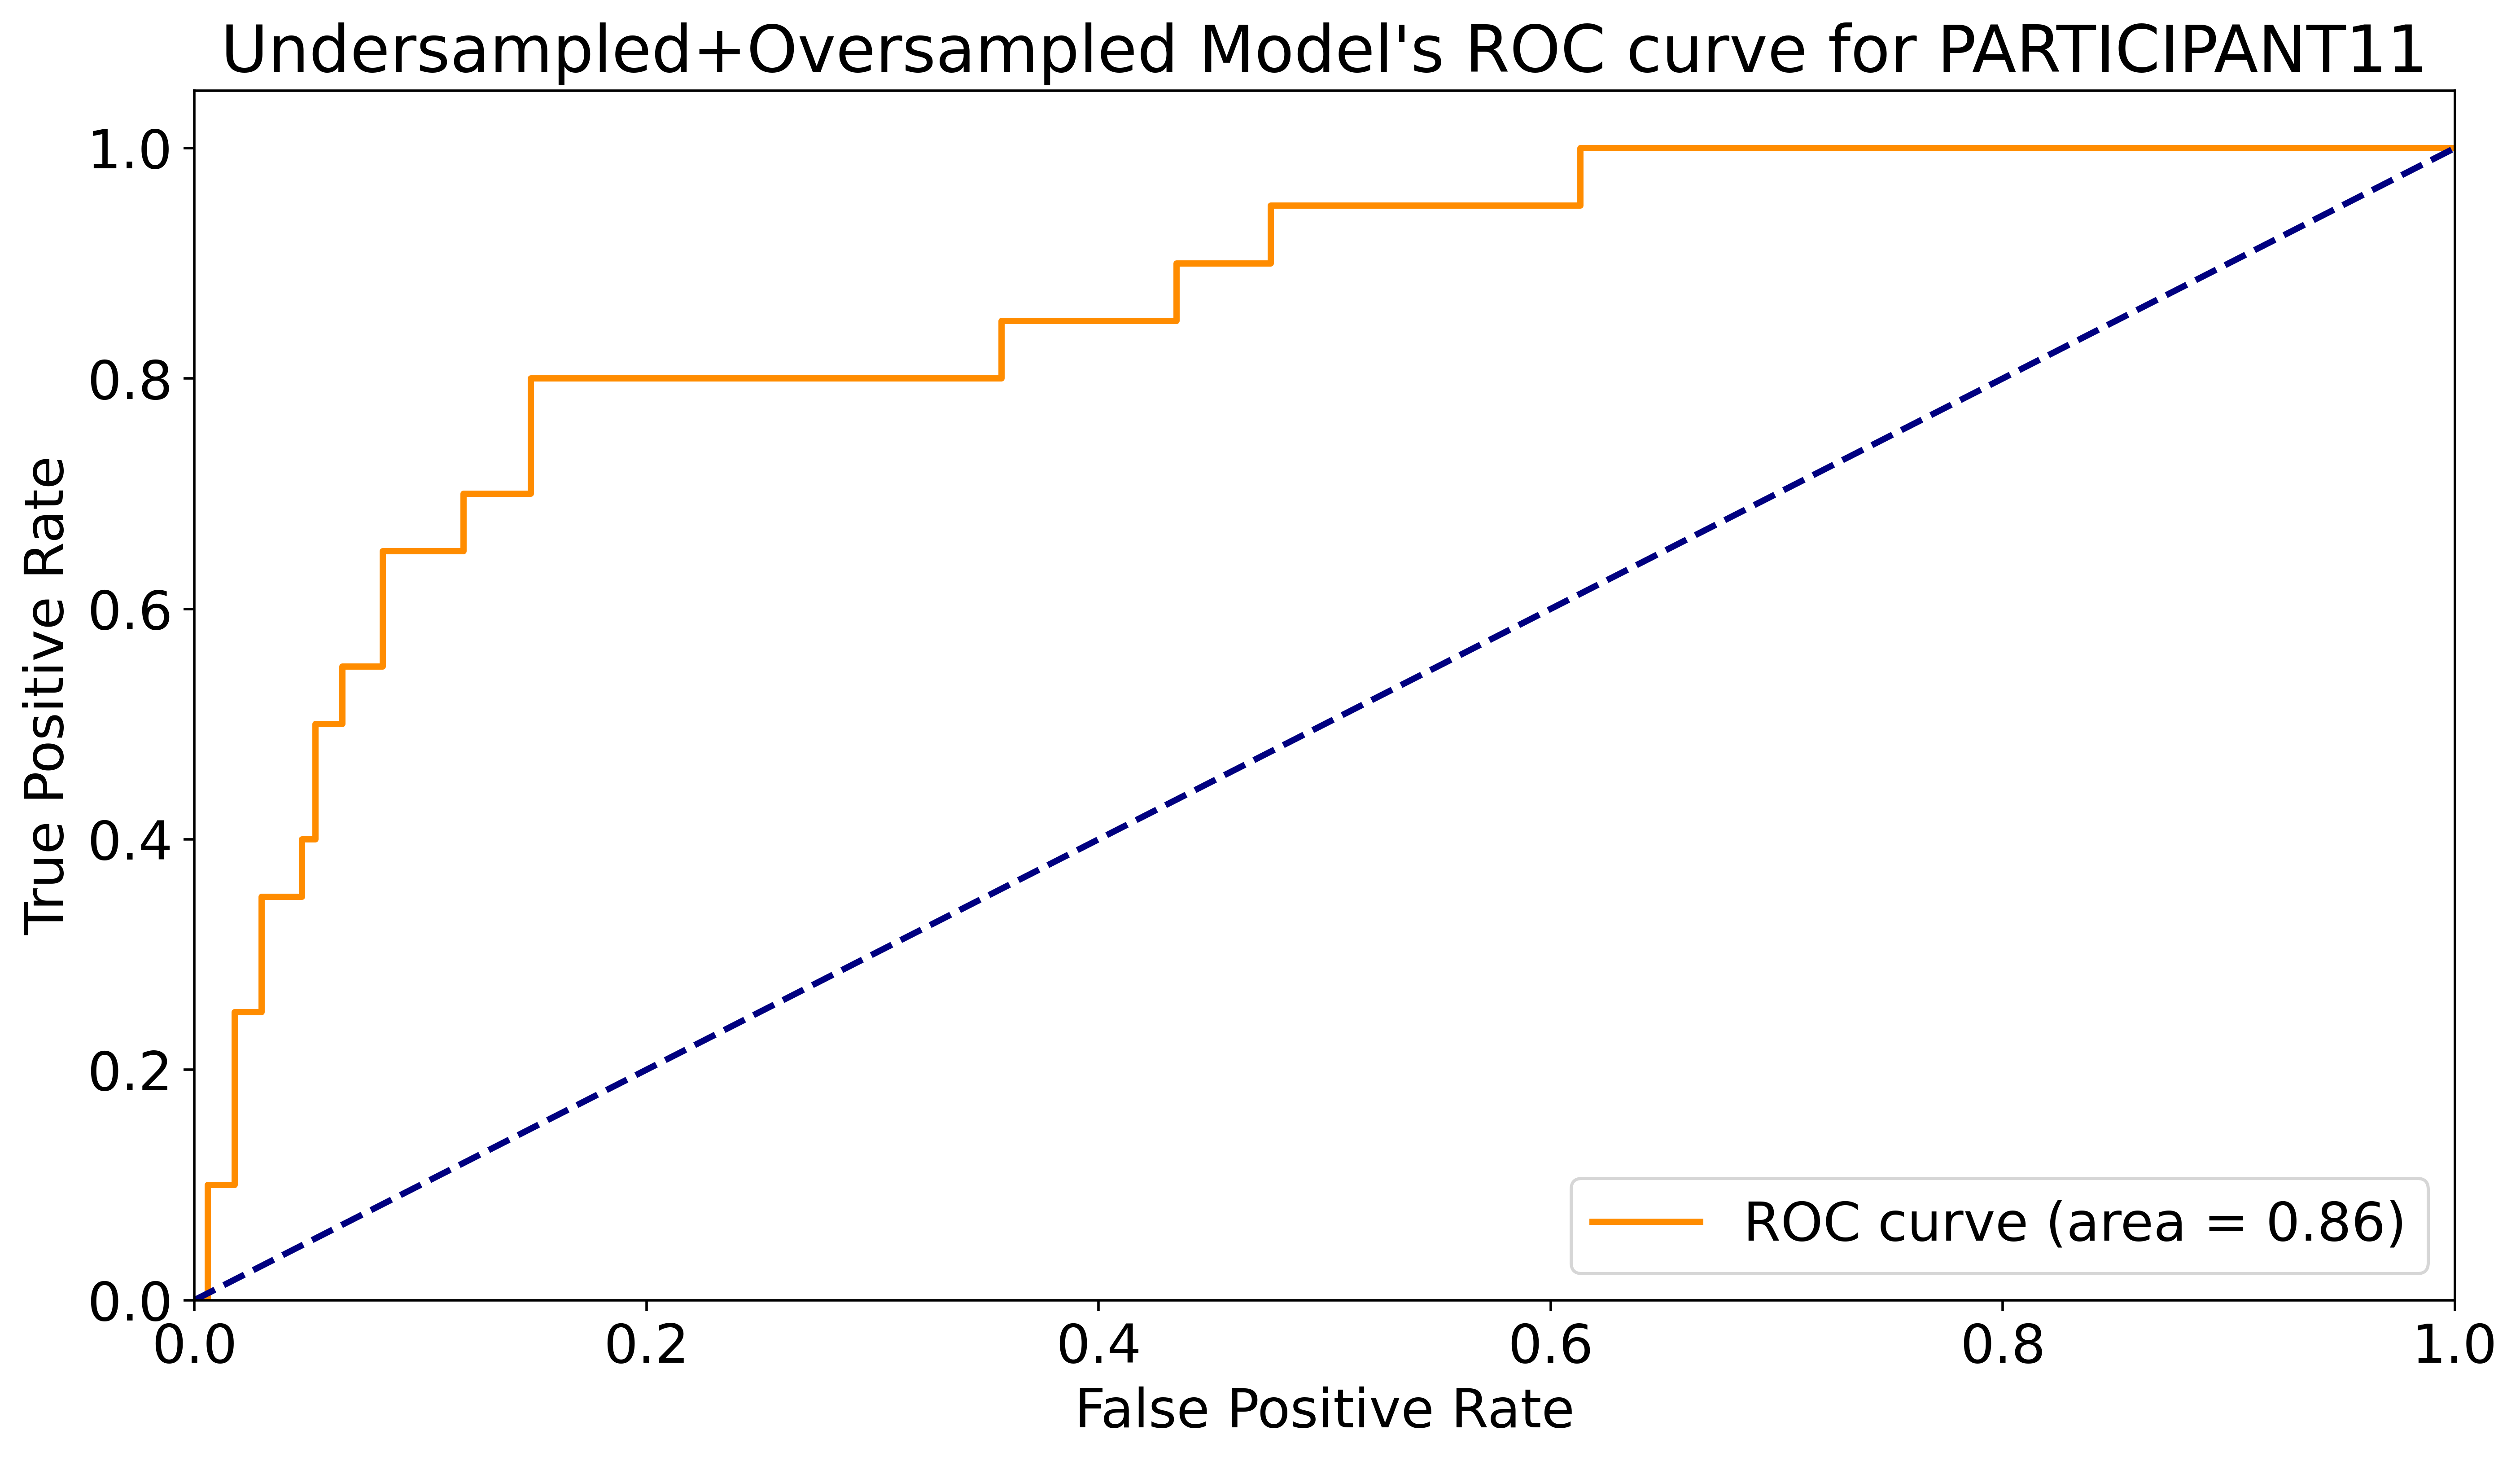 Undersampled+Oversampled Model's ROC curve for PARTICIPANT11
1.0
0.8
0.6
0.4
0.2
0.0
True Positive Rate
ROC curve (area = 0.86)
0.0 0.2 0.4 0.6 0.8 1.0
False Positive Rate